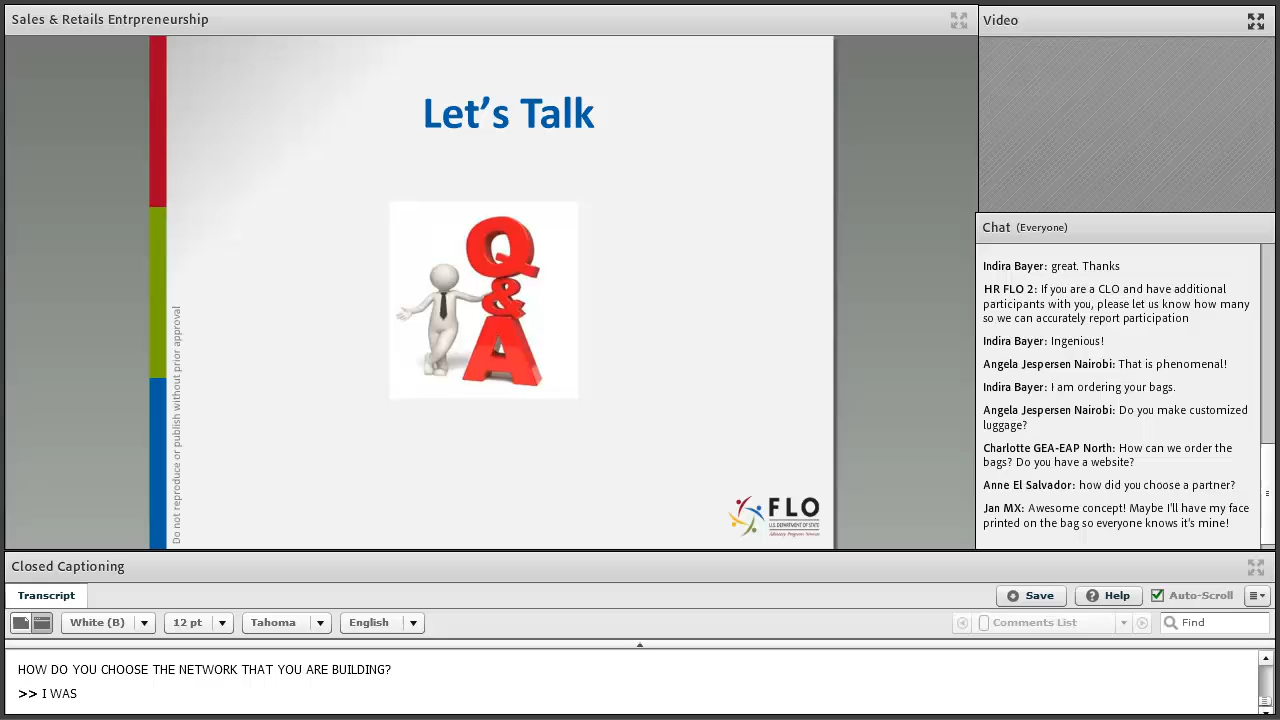 Sales & Retails Entrpreneurship
Let's Talk
Q
&
A
Do not reproduce or publish without prior approval
FLO
U.S. DEPARTMENT OF STATE
Video
Chat (Everyone)
Indira Bayer: great. Thanks
HR FLO 2: If you are a CLO and have additional
participants with you, please let us know how many
so we can accurately report participation
Indira Bayer: Ingenious!
Angela Jespersen Nairobi: That is phenomenal!
Indira Bayer: I am ordering your bags.
Angela Jespersen Nairobi: Do you make customized
luggage?
Charlotte GEA-EAP North: How can we order the
bags? Do you have a website?
Anne El Salvador: how did you choose a partner?
Jan MX: Awesome concept! Maybe I'll have my face
printed on the bag so everyone knows it's mine!
Closed Captioning
Transcript
Save
Help
Auto-Scroll
White (B)
12 pt
Tahoma
English
Comments List
Find
HOW DO YOU CHOOSE THE NETWORK THAT YOU ARE BUILDING?
>> I WAS